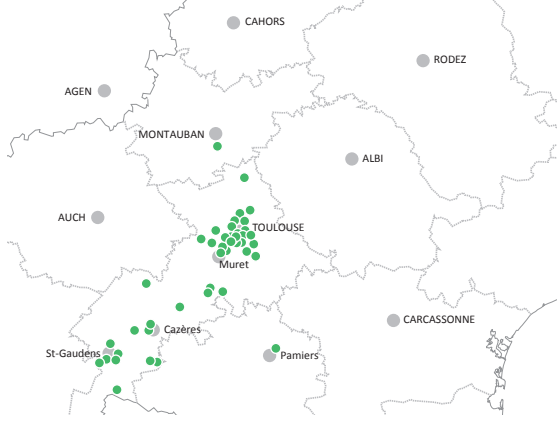 CAHORS
RODEZ
AGEN
MONTAUBAN
ALBI
AUCH
TOULOUSE
Muret
CARCASSONNE
Cazères
St-Gaudens
Pamiers